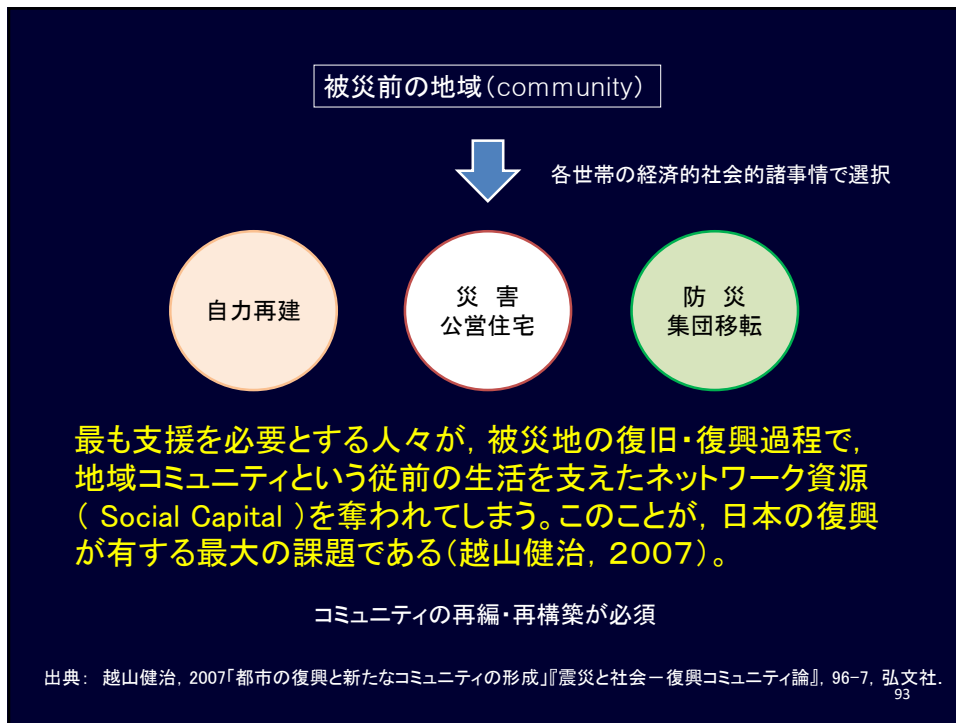 被災前の地域(community)
各世帯の経済的社会的諸事情で選択
自力再建
災 害
公営住宅
防 災
集団移転
最も支援を必要とする人々が, 被災地の復旧・復興過程で,
地域コミュニティという従前の生活を支えたネットワーク資源
( Social Capital )を奪われてしまう。このことが, 日本の復興
が有する最大の課題である(越山健治, 2007)。
コミュニティの再編・再構築が必須
出典: 越山健治, 2007「都市の復興と新たなコミュニティの形成」『震災と社会－復興コミュニティ論』, 96-7, 弘文社.
93